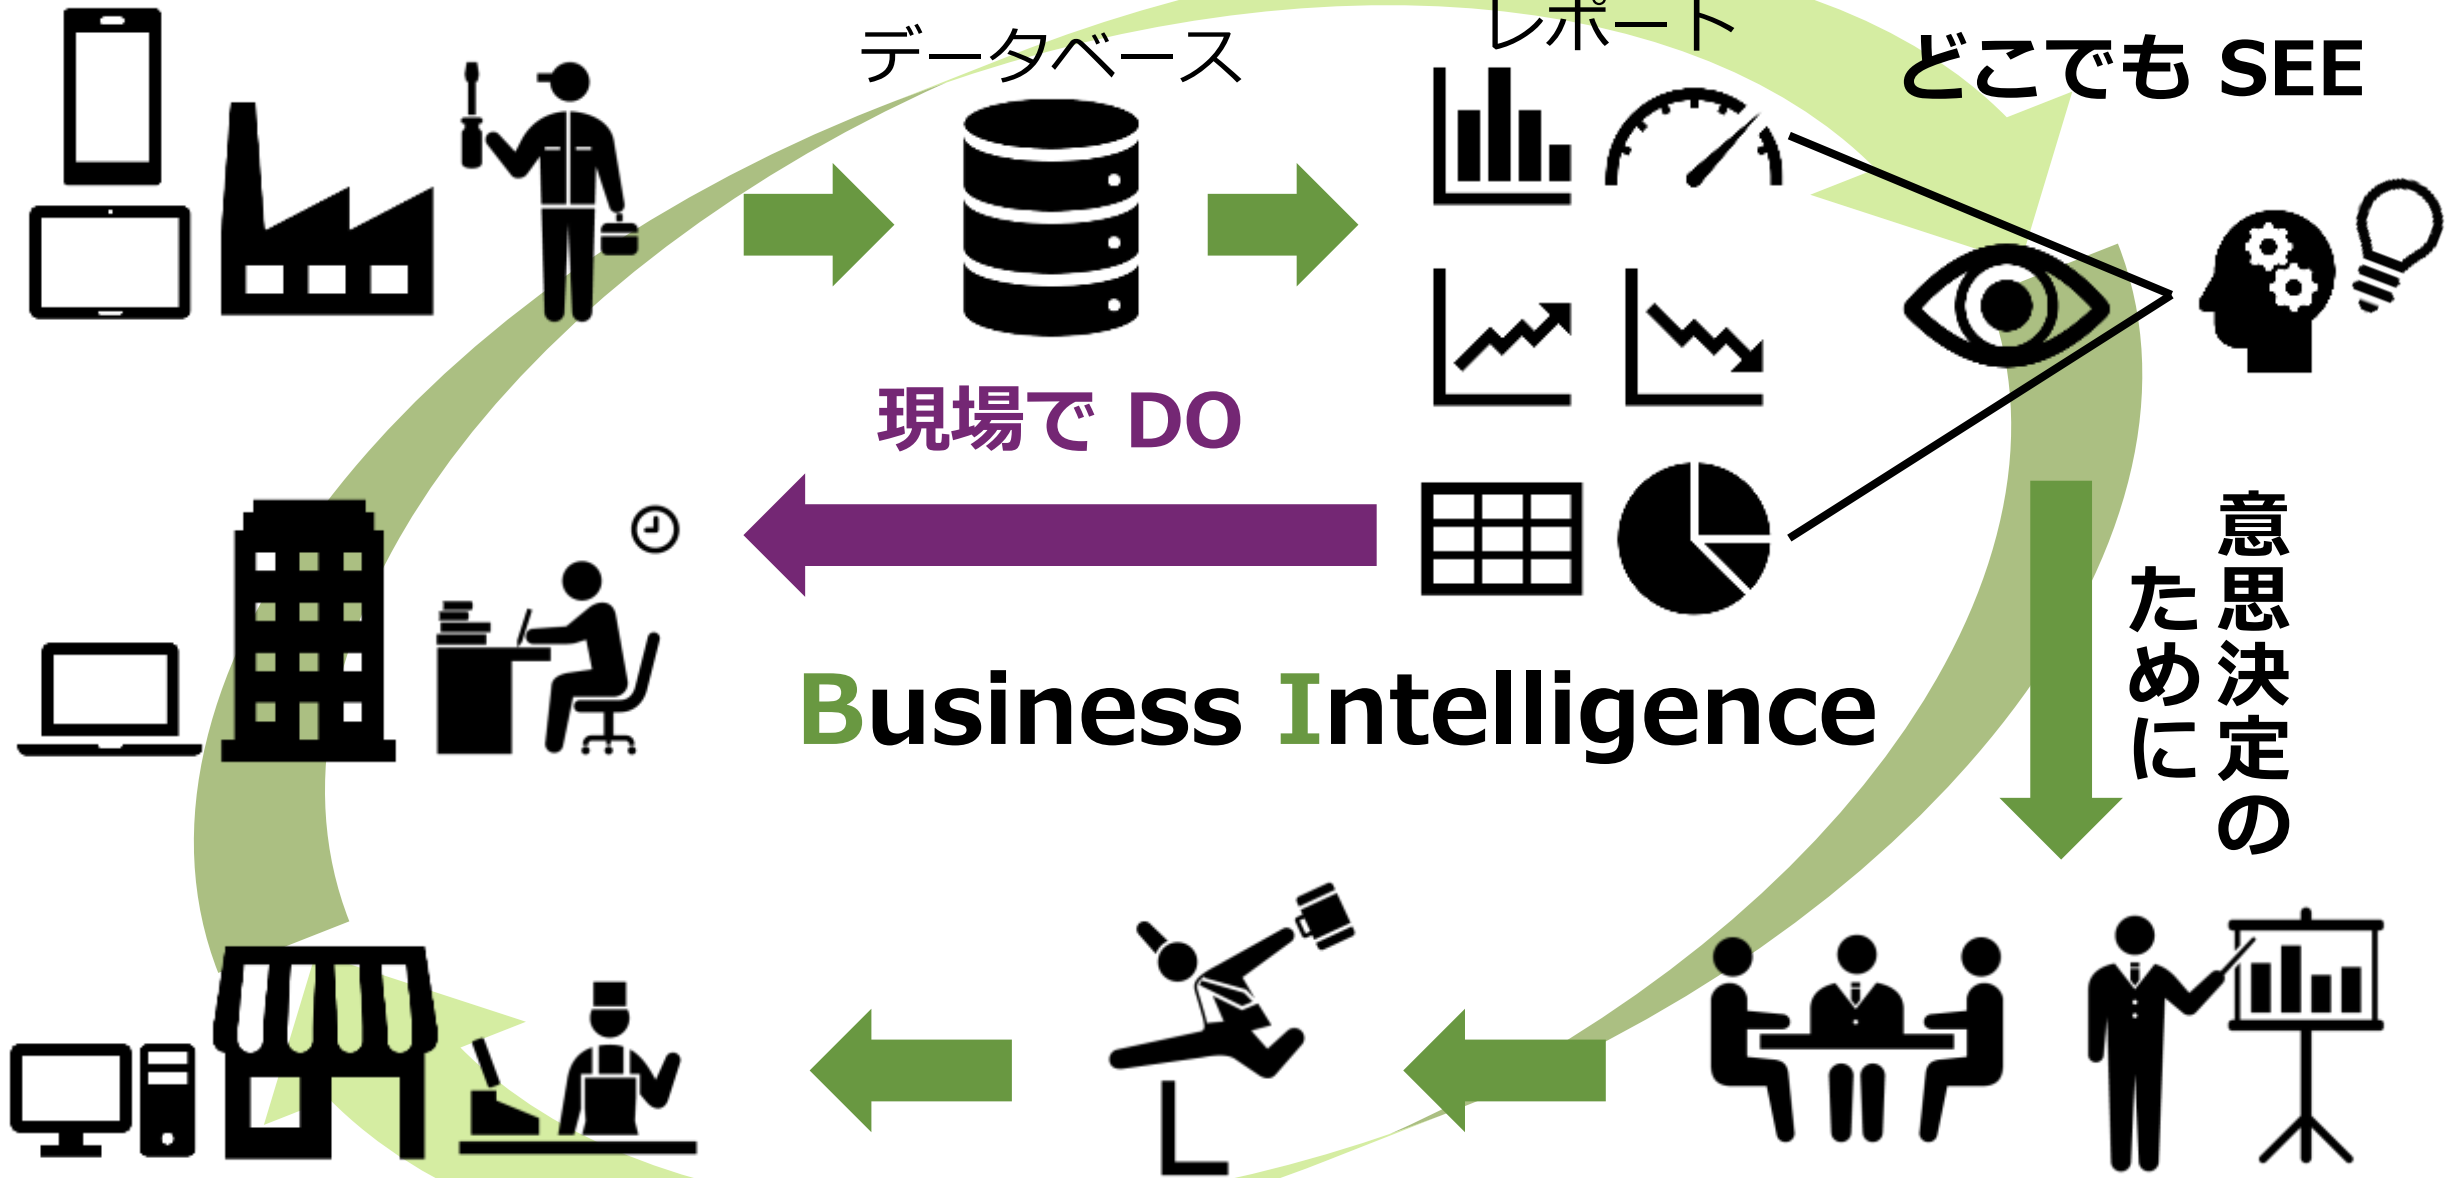 データベース
レポート
どこでも SEE
現場で DO
Business Intelligence
意思決定の
ために